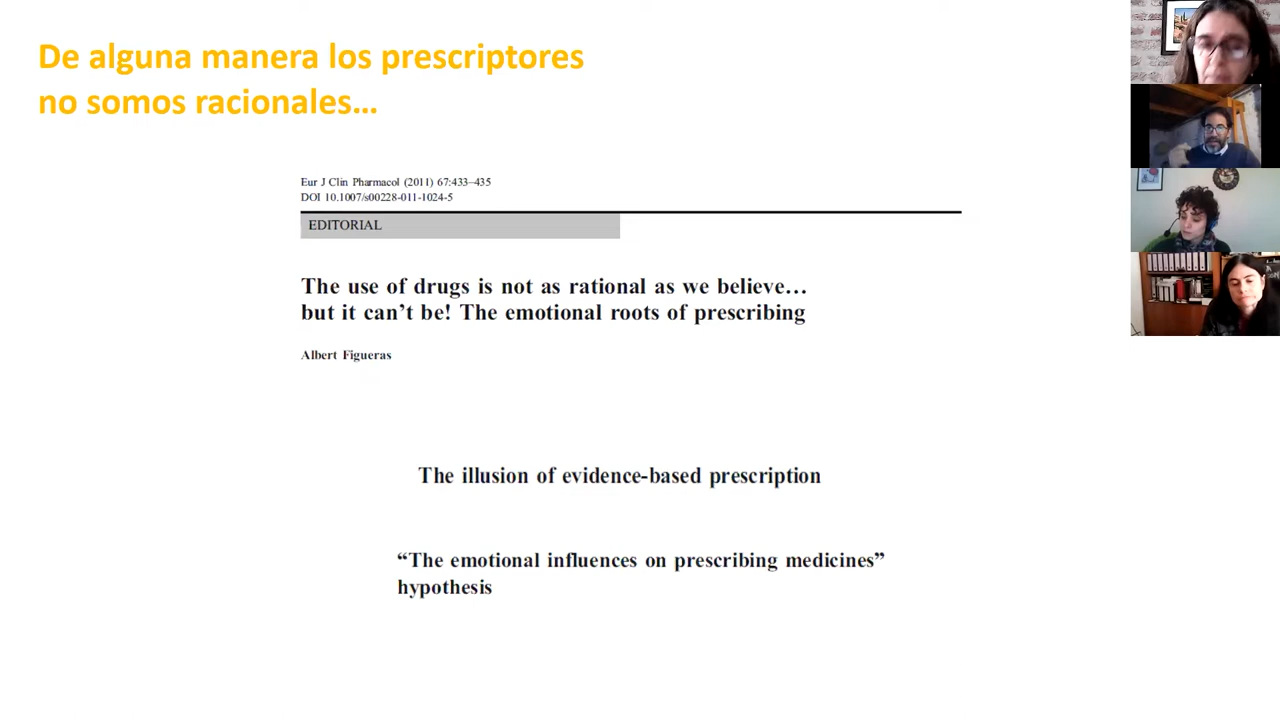 De alguna manera los prescriptores
no somos racionales…
Eur J Clin Pharmacol (2011) 67:433–435
DOI 10.1007/s00228-011-1024-5
EDITORIAL
The use of drugs is not as rational as we believe…
but it can’t be! The emotional roots of prescribing
Albert Figueras
The illusion of evidence-based prescription
“The emotional influences on prescribing medicines”
hypothesis